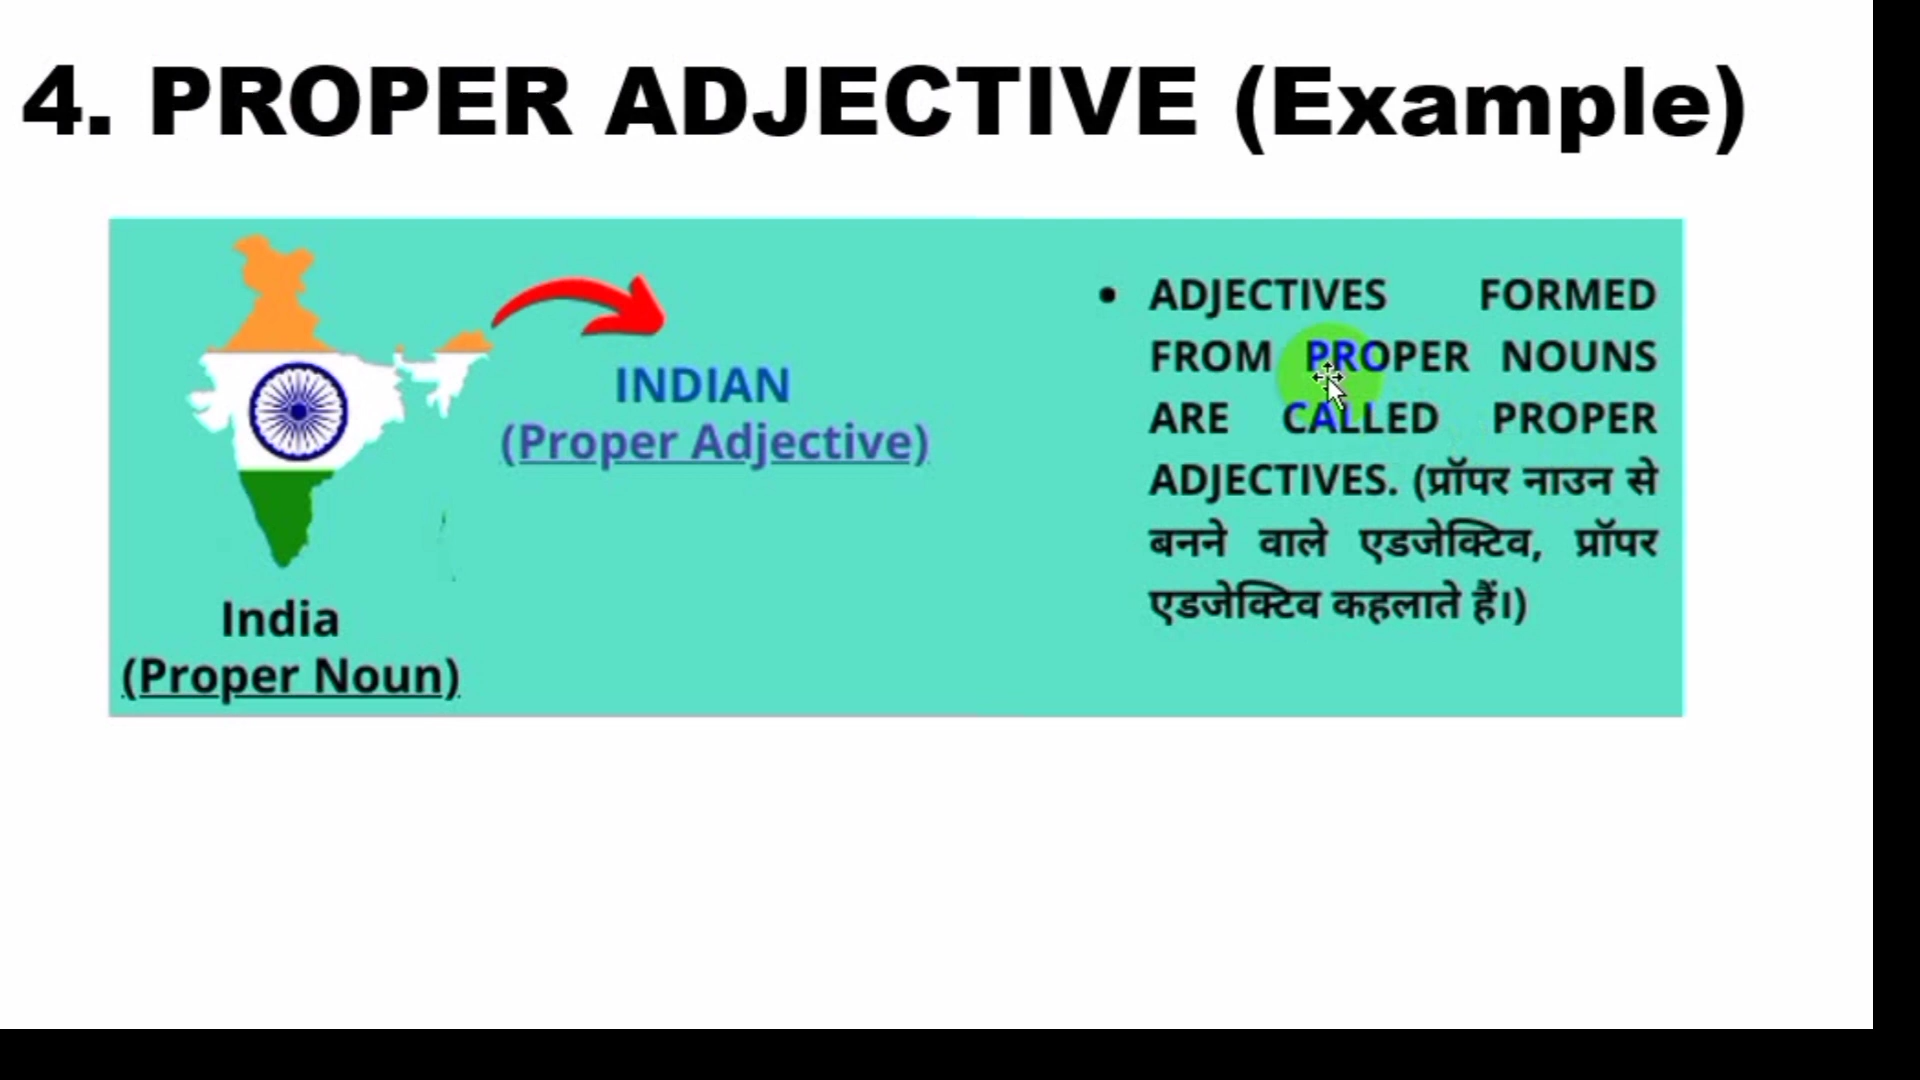 4. PROPER ADJECTIVE (Example)
INDIAN
(Proper Adjective)
India
(Proper Noun)
• ADJECTIVES FORMED
FROM PROPER NOUNS
ARE CALLED PROPER
ADJECTIVES. (प्रॉपर नाउन से
बनने वाले एडजेक्टिव, प्रॉपर
एडजेक्टिव कहलाते हैं।)